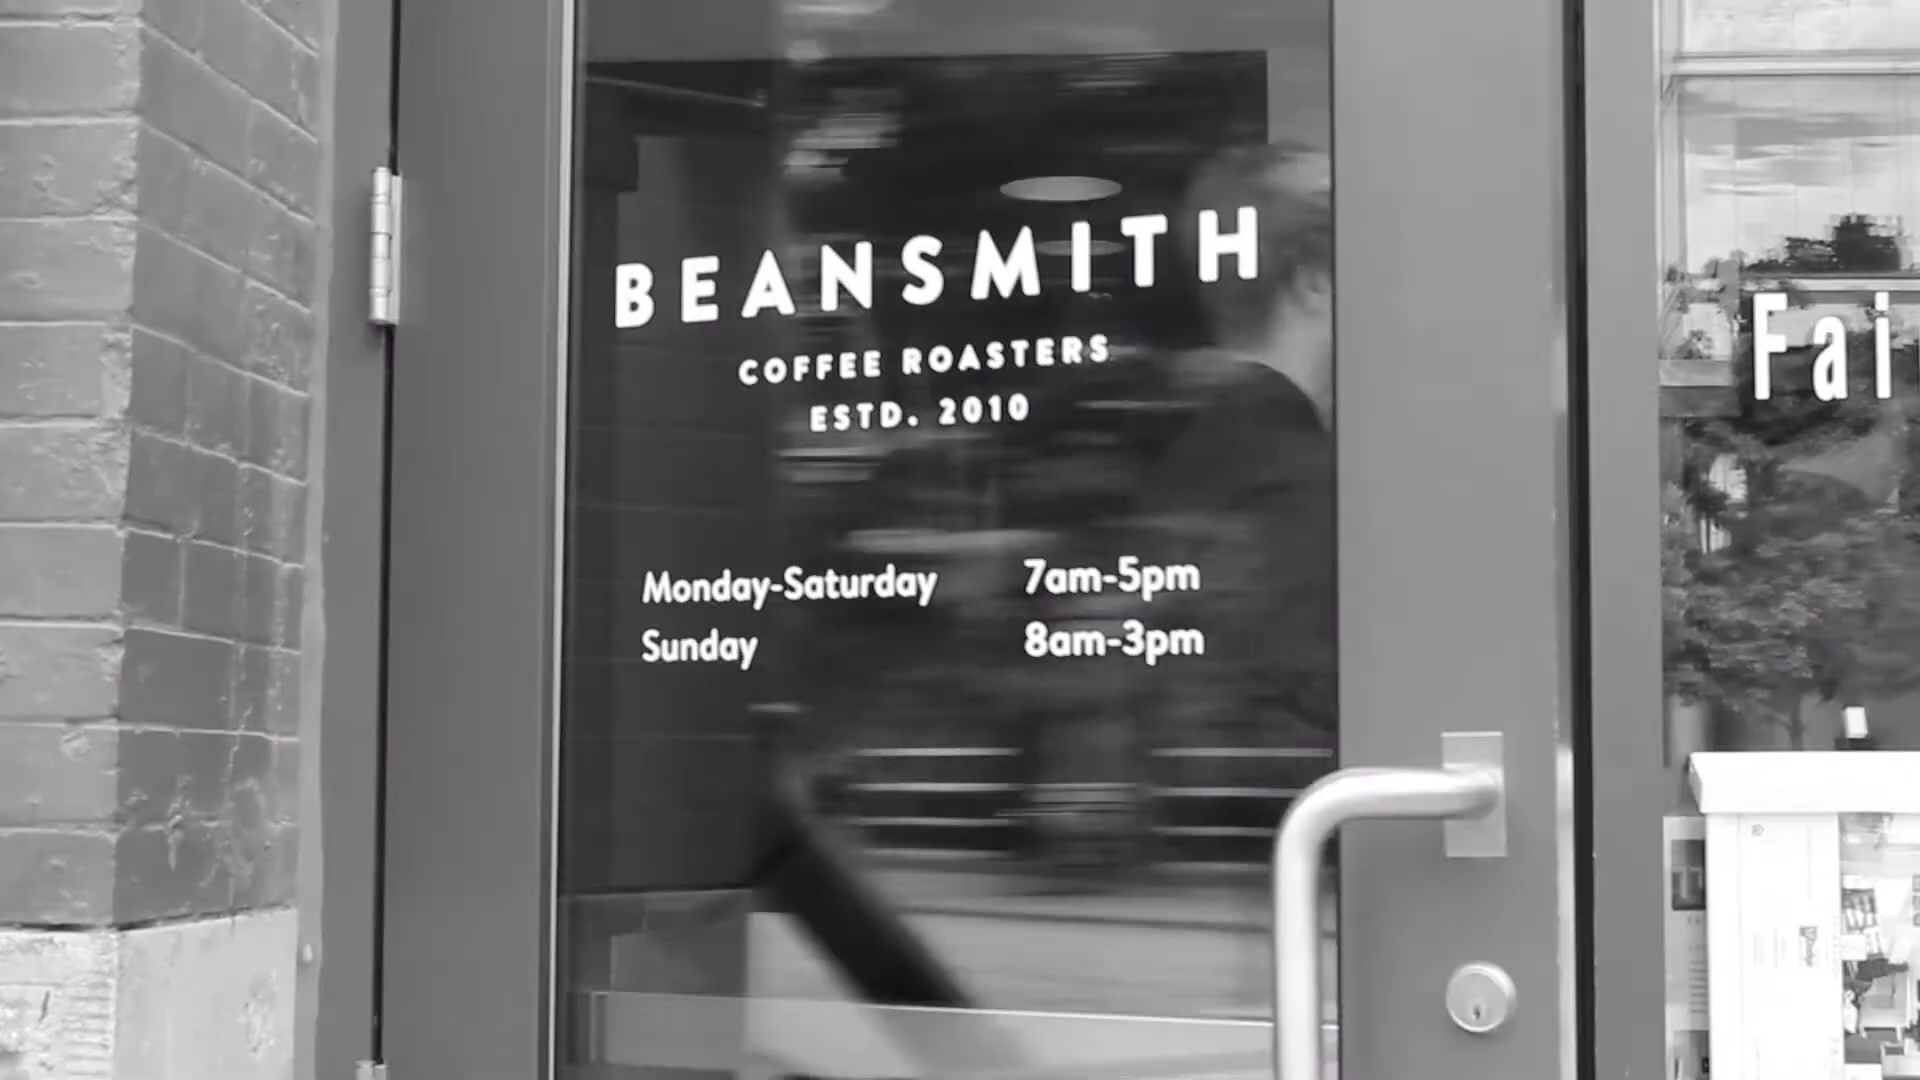 BEANSMITH
COFFEE ROASTERS
ESTD. 2010
Monday-Saturday 7am-5pm
Sunday 8am-3pm
Fai